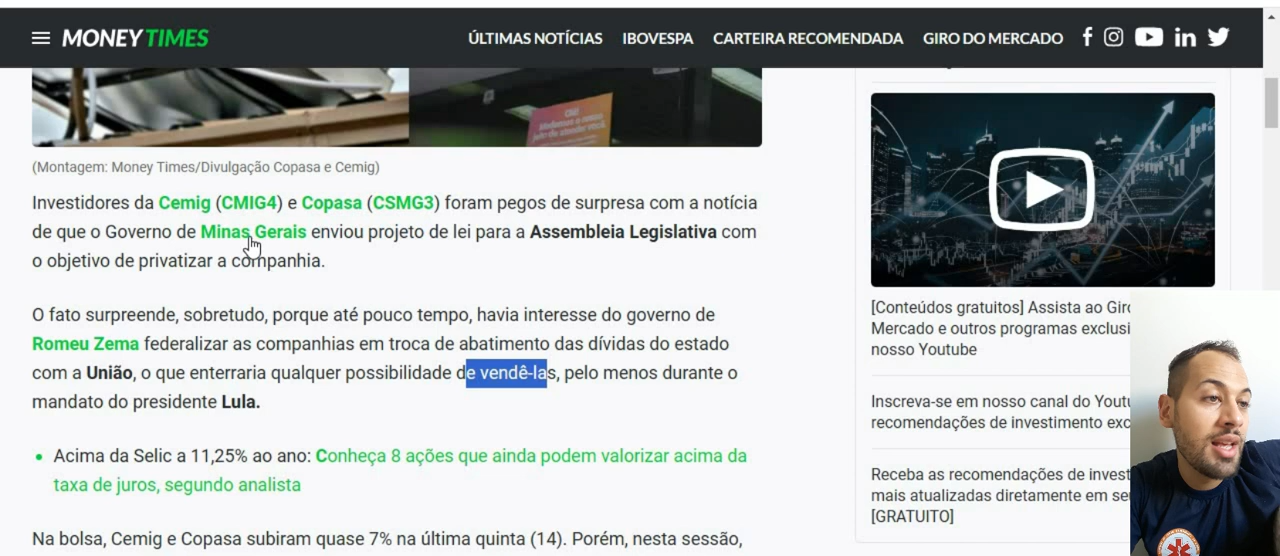 MONEY TIMES
ÚLTIMAS NOTÍCIAS IBOVESPA CARTEIRA RECOMENDADA GIRO DO MERCADO
(Montagem: Money Times/Divulgação Copasa e Cemig)
Investidores da Cemig (CMIG4) e Copasa (CSMG3) foram pegos de surpresa com a notícia
de que o Governo de Minas Gerais enviou projeto de lei para a Assembleia Legislativa com
o objetivo de privatizar a companhia.
O fato surpreende, sobretudo, porque até pouco tempo, havia interesse do governo de
Romeu Zema federalizar as companhias em troca de abatimento das dívidas do estado
com a União, o que enterraria qualquer possibilidade de vendê-las, pelo menos durante o
mandato do presidente Lula.
Acima da Selic a 11,25% ao ano: Conheça 8 ações que ainda podem valorizar acima da
taxa de juros, segundo analista
Na bolsa, Cemig e Copasa subiram quase 7% na última quinta (14). Porém, nesta sessão,
[Conteúdos gratuitos] Assista ao Giro
Mercado e outros programas exclusi
nosso Youtube
Inscreva-se em nosso canal do Youtu
recomendações de investimento exc
Receba as recomendações de invest
mais atualizadas diretamente em se
[GRATUITO]